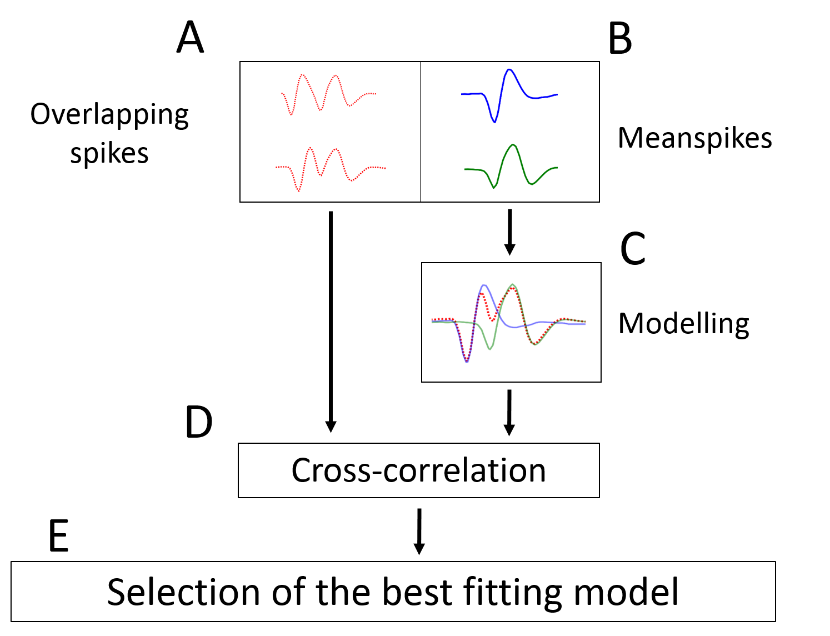 A
B
Overlapping
spikes
Meanspikes
C
Modelling
D
Cross-correlation
E
Selection of the best fitting model